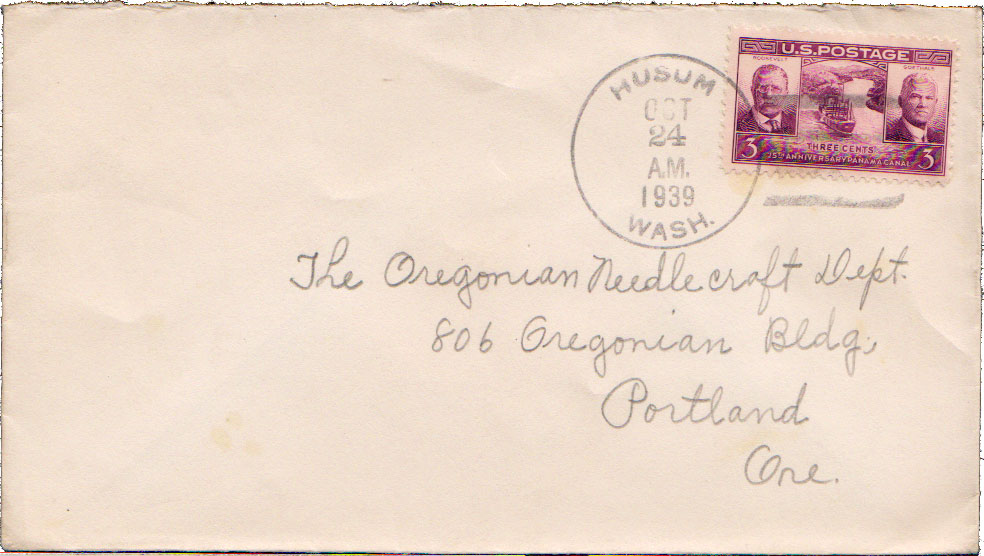 HUSUM
OCT
24
A.M.
1939
WASH.
U.S. POSTAGE
ROOSEVELT
GOETHALS
THREE CENTS
3 25TH ANNIVERSARY PANAMA CANAL 3
The Oregonian Needlecraft Dept.
806 Oregonian Bldg.,
Portland
Ore.